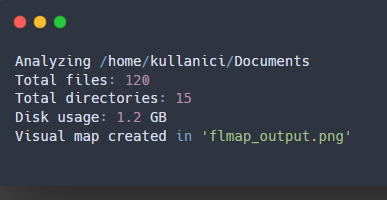 Analyzing /home/kullanici/Documents
Total files: 120
Total directories: 15
Disk usage: 1.2 GB
Visual map created in 'flmap_output.png'